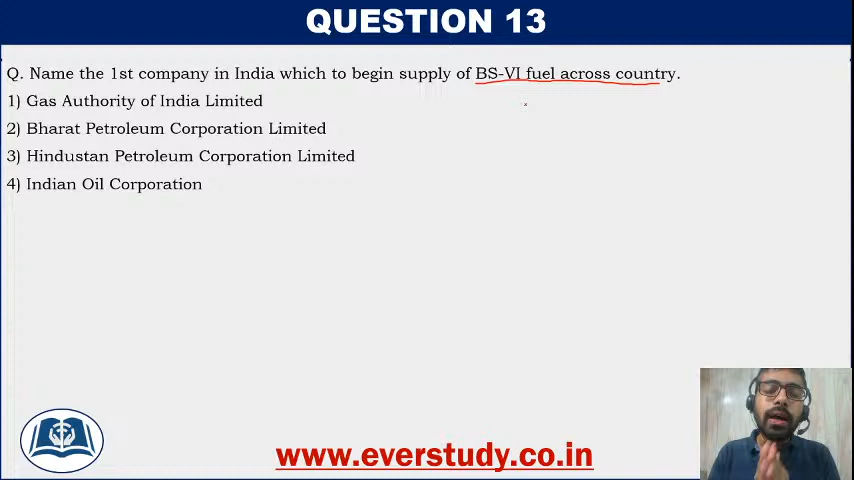 QUESTION 13
Q. Name the 1st company in India which to begin supply of BS-VI fuel across country.
1) Gas Authority of India Limited
2) Bharat Petroleum Corporation Limited
3) Hindustan Petroleum Corporation Limited
4) Indian Oil Corporation
www.everstudy.co.in